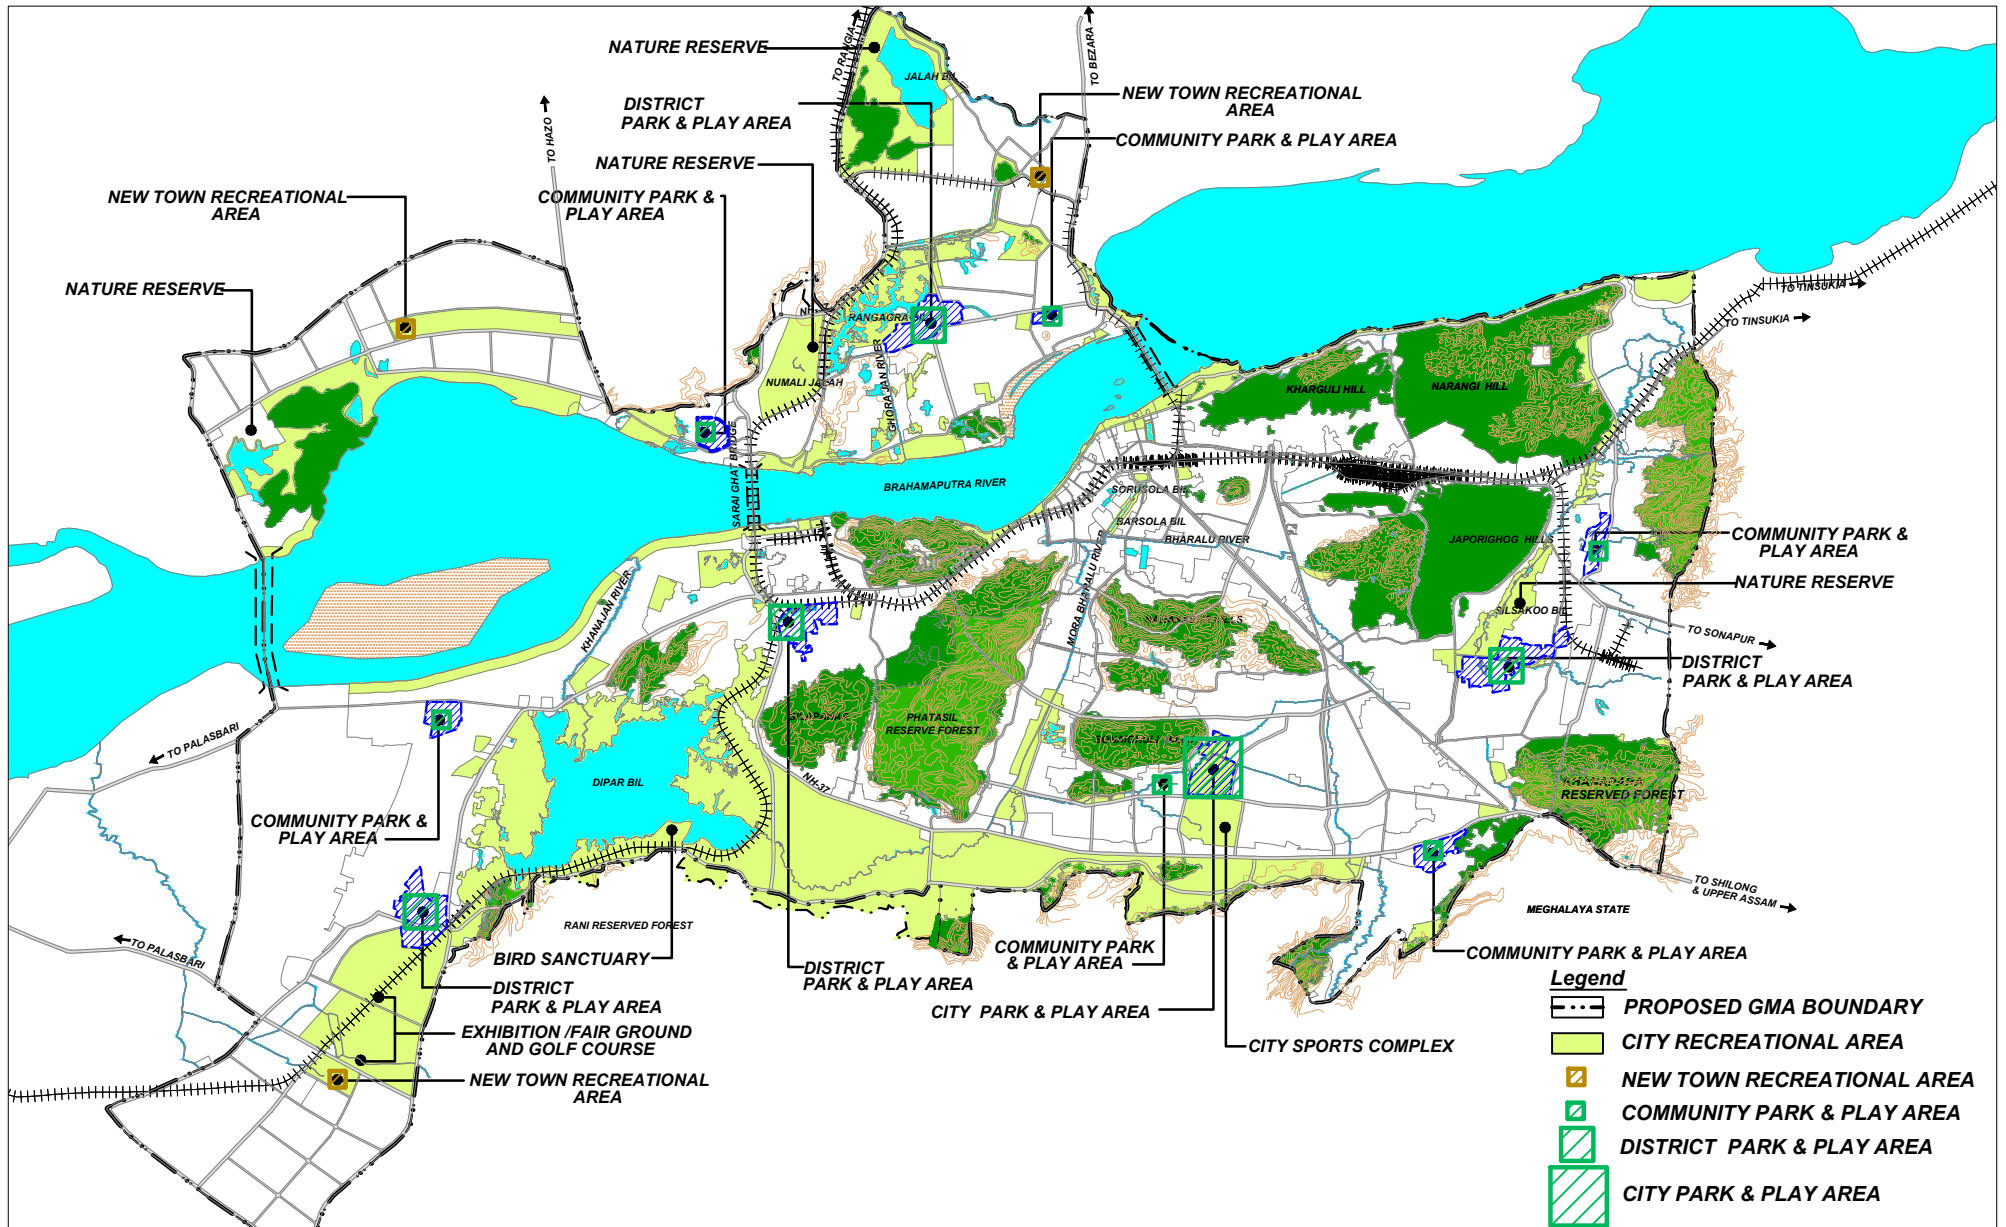 NATURE RESERVE
TO RANGIA
TO BEZARA
JALAH BIL
DISTRICT
PARK & PLAY AREA
NEW TOWN RECREATIONAL
AREA
COMMUNITY PARK & PLAY AREA
TO HAZO
NATURE RESERVE
COMMUNITY PARK &
PLAY AREA
NEW TOWN RECREATIONAL
AREA
NATURE RESERVE
RANGAGRA BIL
NUMALI JALAH
GHORA JAN RIVER
SARAI GHAT BRIDGE
TO TINSUKIA
TO TINSUKIA
KHARGULI HILL
NARANGI HILL
BRAHAMAPUTRA RIVER
SORUSOLA BIL
BARSOLA BIL
BHARALU RIVER
MORA BHARALU RIVER
JAPORIGHOG HILLS
COMMUNITY PARK &
PLAY AREA
NATURE RESERVE
SILSAKOO BIL
TO SONAPUR
DISTRICT
PARK & PLAY AREA
KHANAJAN RIVER
PHATASIL
RESERVE FOREST
TO PALASBARI
DIPAR BIL
NH-37
RESERVED FOREST
COMMUNITY PARK &
PLAY AREA
TO SHILONG
& UPPER ASSAM
MEGHALAYA STATE
RANI RESERVED FOREST
TO PALASBARI
BIRD SANCTUARY
DISTRICT
PARK & PLAY AREA
COMMUNITY PARK
& PLAY AREA
COMMUNITY PARK & PLAY AREA
DISTRICT
PARK & PLAY AREA
CITY PARK & PLAY AREA
EXHIBITION /FAIR GROUND
AND GOLF COURSE
CITY SPORTS COMPLEX
NEW TOWN RECREATIONAL
AREA
Legend
PROPOSED GMA BOUNDARY
CITY RECREATIONAL AREA
NEW TOWN RECREATIONAL AREA
COMMUNITY PARK & PLAY AREA
DISTRICT PARK & PLAY AREA
CITY PARK & PLAY AREA